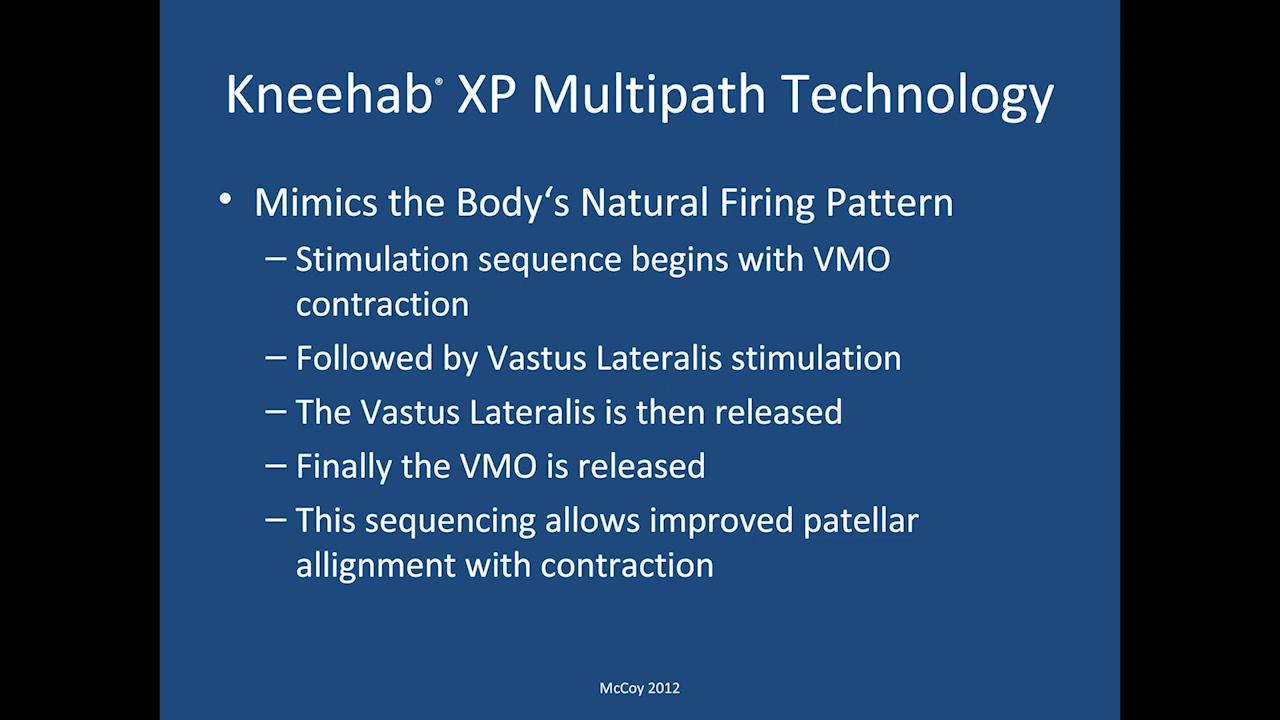 Kneehab® XP Multipath Technology
• Mimics the Body‘s Natural Firing Pattern
– Stimulation sequence begins with VMO
contraction
– Followed by Vastus Lateralis stimulation
– The Vastus Lateralis is then released
– Finally the VMO is released
– This sequencing allows improved patellar
allignment with contraction
McCoy 2012